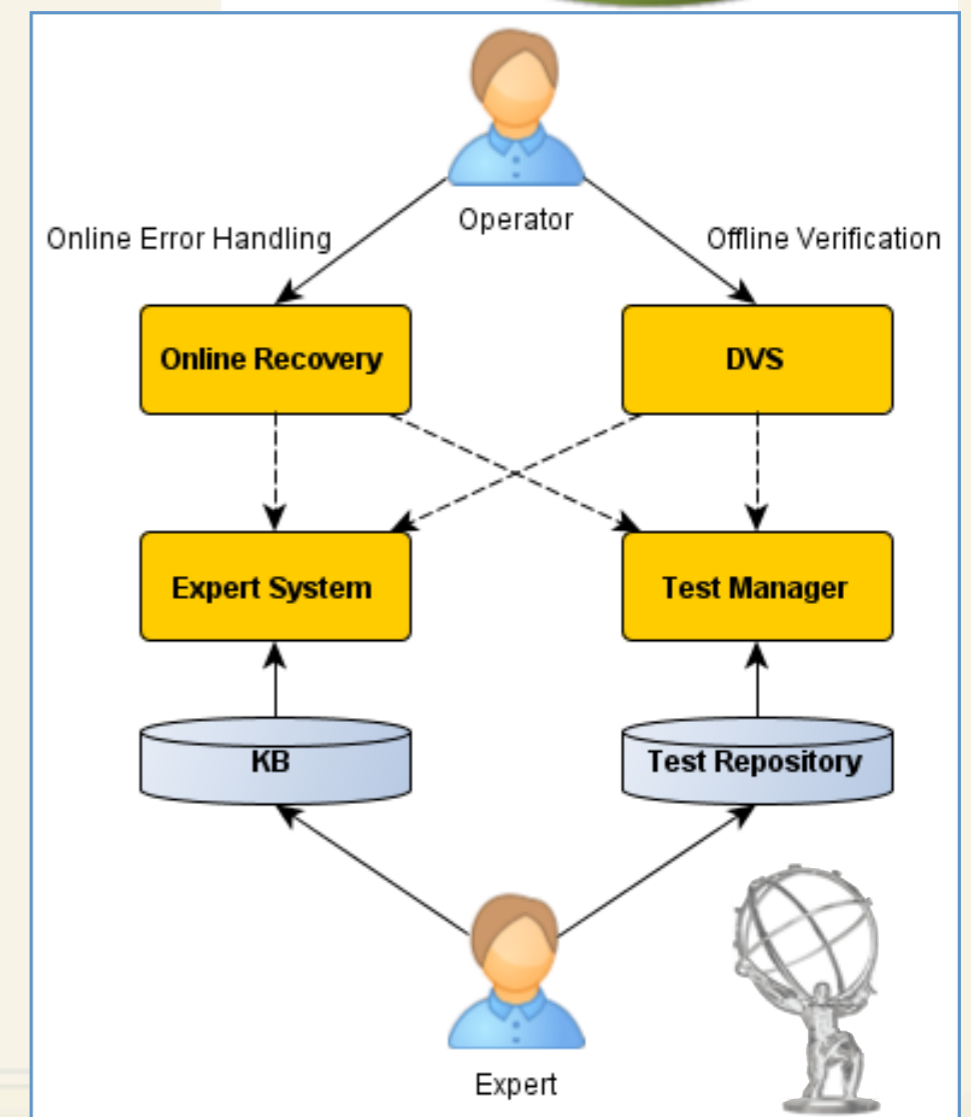 Operator
Online Error Handling
Offline Verification
Online Recovery
DVS
Expert System
Test Manager
KB
Test Repository
Expert